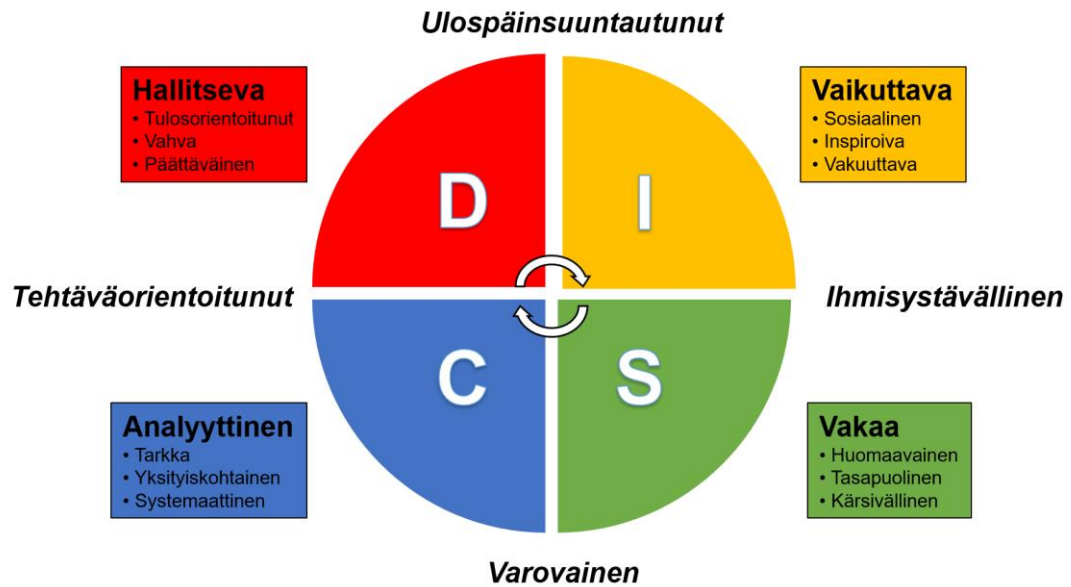 Ulospäinsuuntautunut
Hallitseva
• Tulosorientoitunut
• Vahva
• Päättäväinen
Vaikuttava
• Sosiaalinen
• Inspiroiva
• Vakuuttava
D
I
Tehtäväorientoitunut
Ihmisystävällinen
C
S
Analyyttinen
• Tarkka
• Yksityiskohtainen
• Systemaattinen
Vakaa
• Huomaavainen
• Tasapuolinen
• Kärsivällinen
Varovainen